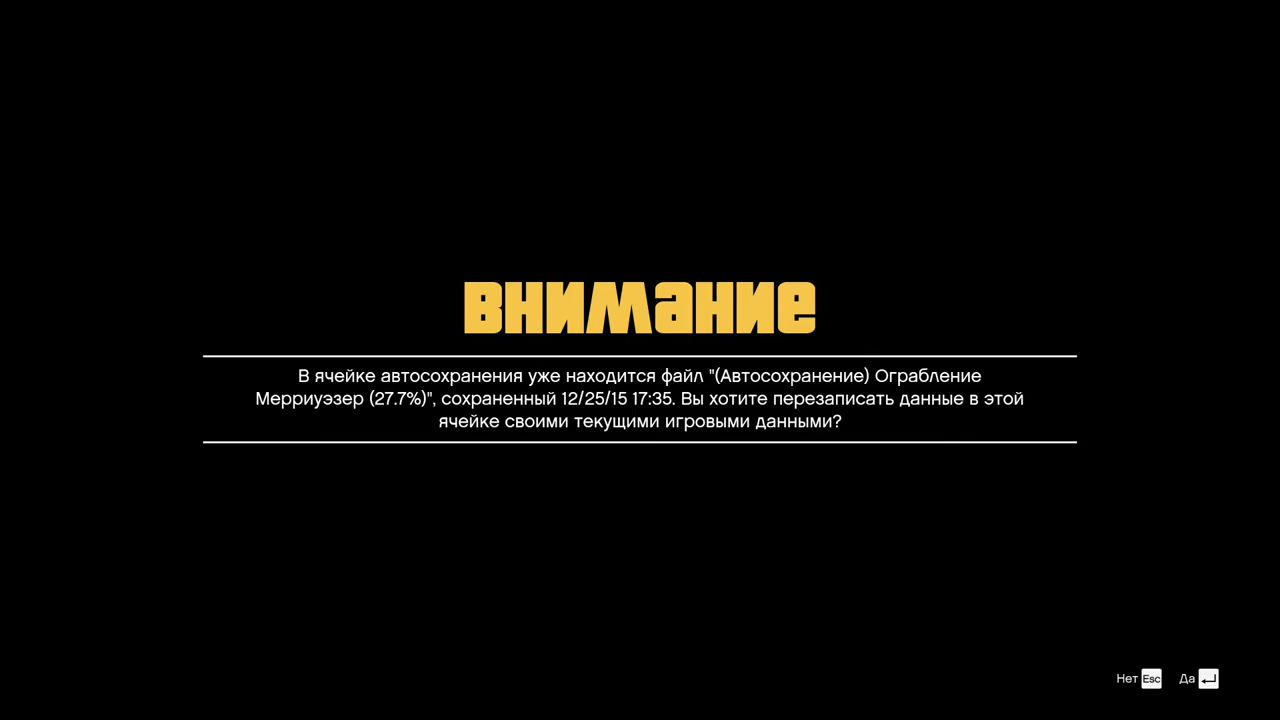 внимание
В ячейке автосохранения уже находится файл "(Автосохранение) Ограбление
Мерриуэзер (27.7%)", сохраненный 12/25/15 17:35. Вы хотите перезаписать данные в этой
ячейке своими текущими игровыми данными?
Нет Esc Да